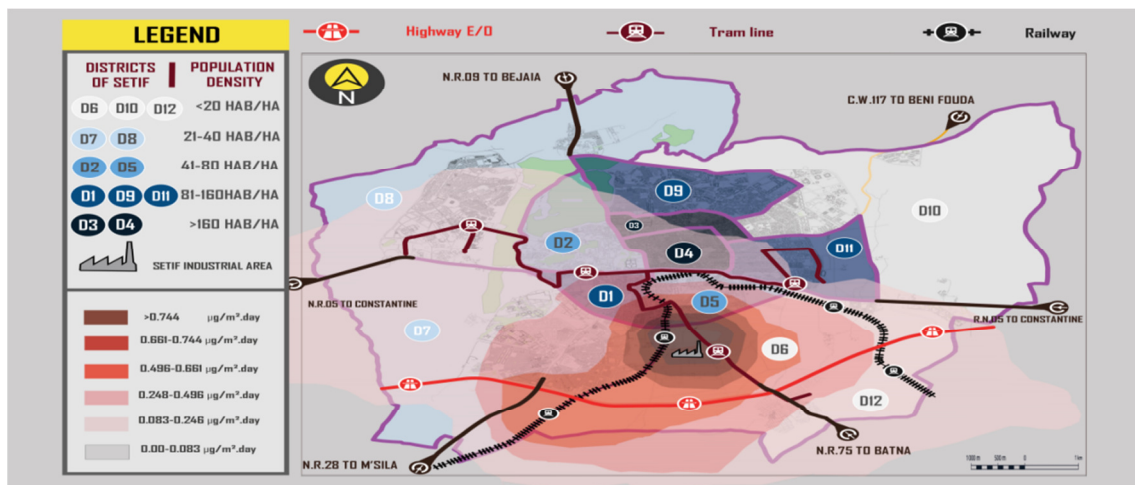 LEGEND
Highway E/O
Tram line
Railway
DISTRICTS OF SETIF
POPULATION DENSITY
D6 D10 D12 <20 HAB/HA
D7 D8 21-40 HAB/HA
D2 D5 41-80 HAB/HA
D1 D9 D11 81-160HAB/HA
D3 D4 >160 HAB/HA
SETIF INDUSTRIAL AREA
>0.744 µg/m³.day
0.661-0.744 µg/m³.day
0.496-0.661 µg/m³.day
0.248-0.496 µg/m³.day
0.083-0.246 µg/m³.day
0.00-0.083 µg/m³.day
N
N.R.09 TO BEJAIA
C.W.117 TO BENI FOUDA
D8
D9
D10
D3
D2
D4
D11
N.R.05 TO CONSTANTINE
D1
D5
R.N.05 TO CONSTANTINE
D7
D6
D12
N.R.28 TO M'SILA
N.R.75 TO BATNA
1000 m 500 m 0 1 km